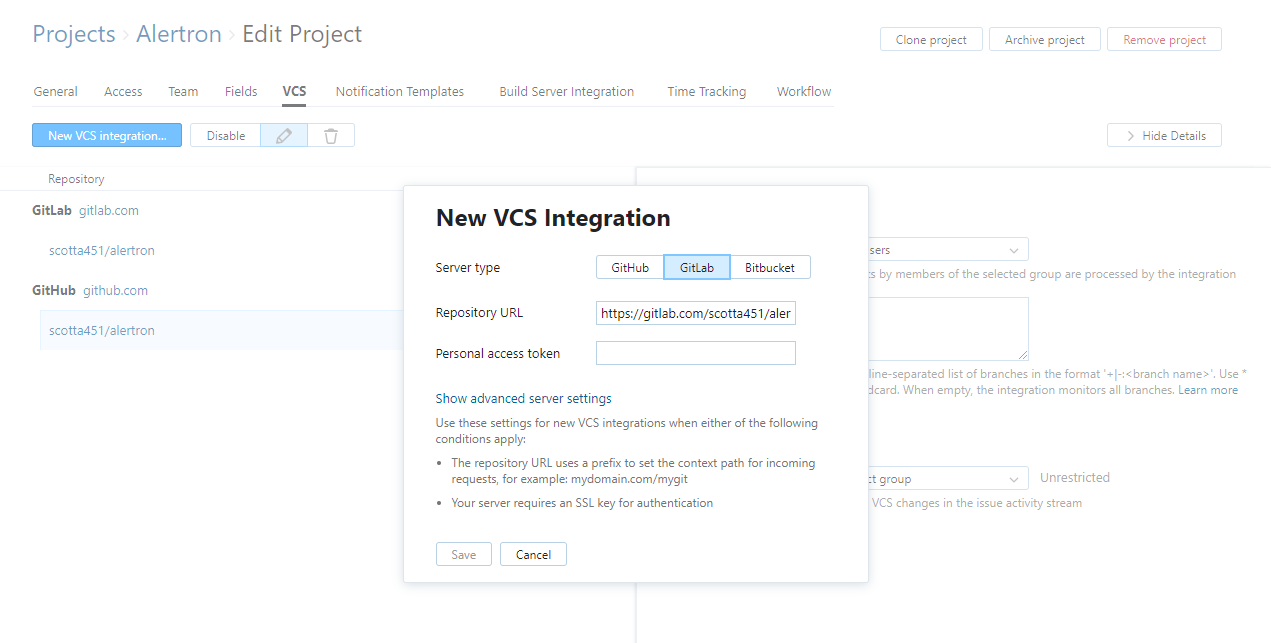 Projects › Alertron › Edit Project
Clone project
Archive project
Remove project
General Access Team Fields VCS Notification Templates Build Server Integration Time Tracking Workflow
New VCS integration...
Disable
Hide Details
Repository
GitLab gitlab.com
scotta451/alertron
GitHub github.com
scotta451/alertron
New VCS Integration
Server type
GitHub
GitLab
Bitbucket
Repository URL
https://gitlab.com/scotta451/aler
Personal access token
Show advanced server settings
Use these settings for new VCS integrations when either of the following
conditions apply:
• The repository URL uses a prefix to set the context path for incoming
requests, for example: mydomain.com/mygit
• Your server requires an SSL key for authentication
Save
Cancel
by members of the selected group are processed by the integration
line-separated list of branches in the format '+|-:<branch name>'. Use *
When empty, the integration monitors all branches. Learn more
group
Unrestricted
VCS changes in the issue activity stream